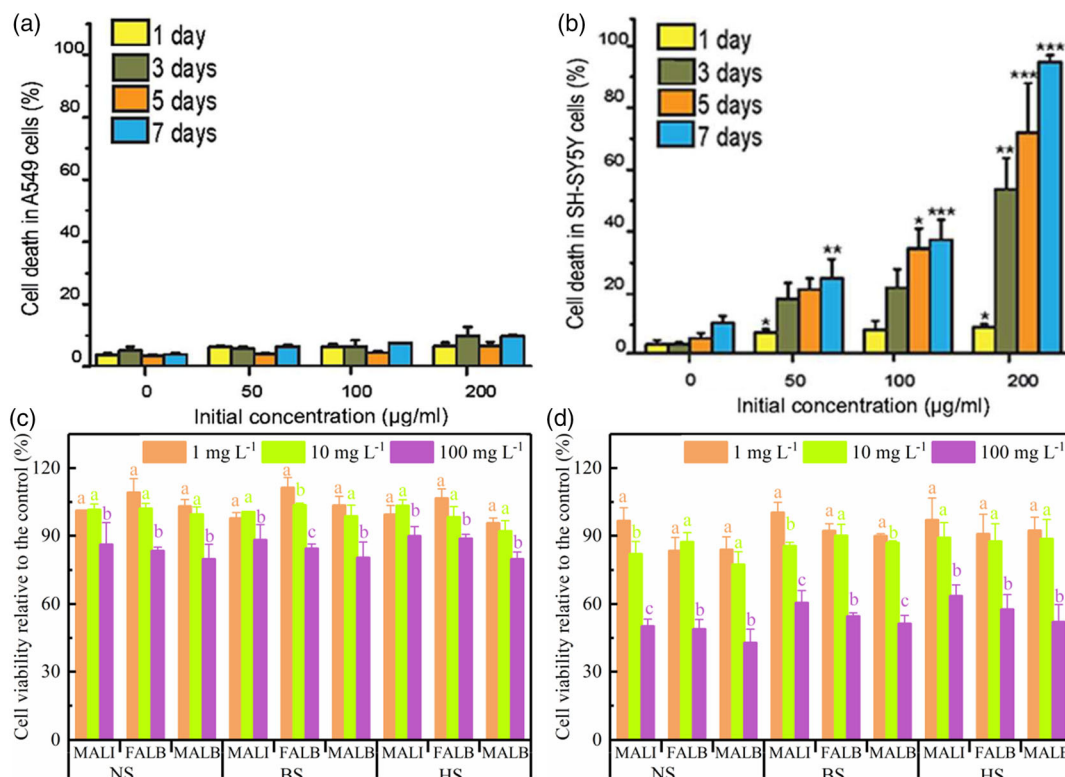 (a)
1 day
3 days
5 days
7 days
Cell death in A549 cells (%)
100
80
60
40
20
0
0 50 100 200
Initial concentration (µg/ml)
(b)
1 day
3 days
5 days
7 days
Cell death in SH-SY5Y cells (%)
100
80
60
40
20
0
* ** * *** * ** *** ***
0 50 100 200
Initial concentration (µg/ml)
(c)
1 mg L⁻¹ 10 mg L⁻¹ 100 mg L⁻¹
Cell viability relative to the control (%)
120
90
60
30
0
a a b a a b a a b a a b a b c a a b a a b a a b a a b
MALI FALB MALB MALI FALB MALB MALI FALB MALB
NS BS HS
(d)
1 mg L⁻¹ 10 mg L⁻¹ 100 mg L⁻¹
Cell viability relative to the control (%)
120
90
60
30
0
a b c a a b a a b a b c a a b a b c a a b a a b a a b
MALI FALB MALB MALI FALB MALB MALI FALB MALB
NS BS HS